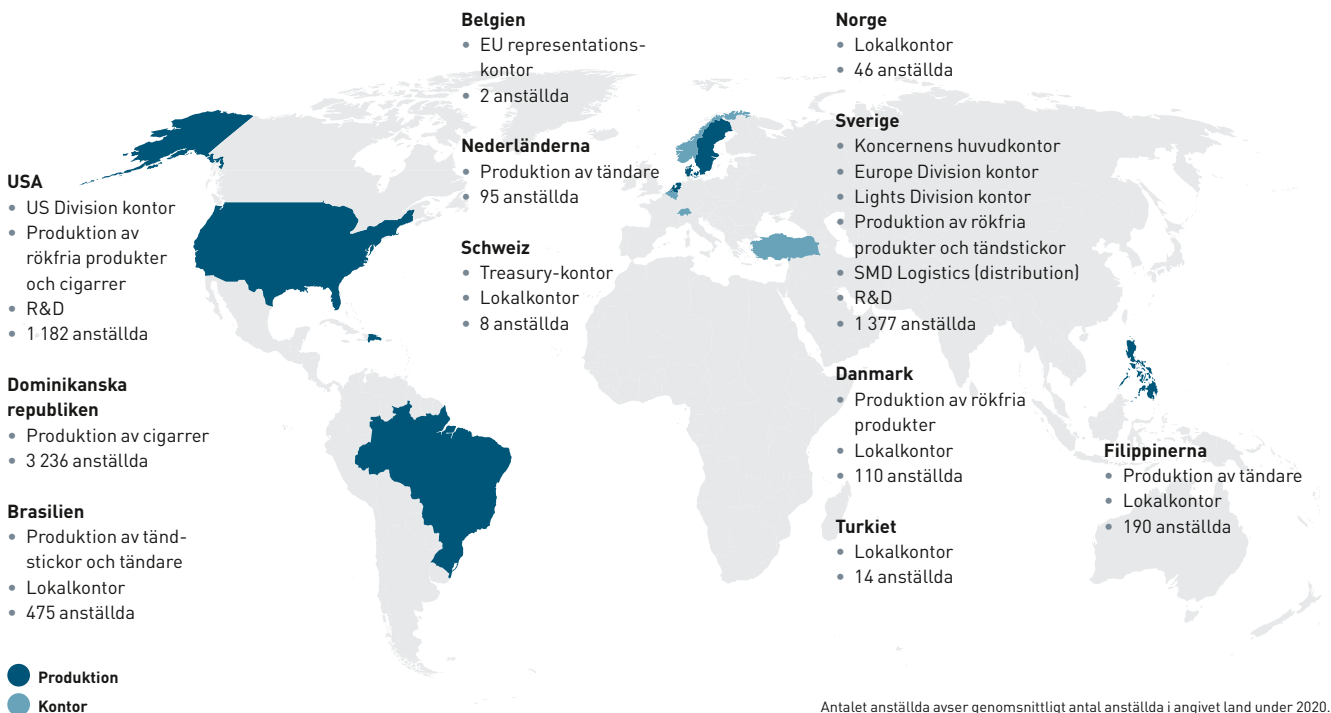 USA
• US Division kontor
• Produktion av
rökfria produkter
och cigarrer
• R&D
• 1 182 anställda
Dominikanska
republiken
• Produktion av cigarrer
• 3 236 anställda
Brasilien
• Produktion av tänd-
stickor och tändare
• Lokalkontor
• 475 anställda
Belgien
• EU representations-
kontor
• 2 anställda
Nederländerna
• Produktion av tändare
• 95 anställda
Schweiz
• Treasury-kontor
• Lokalkontor
• 8 anställda
Norge
• Lokalkontor
• 46 anställda
Sverige
• Koncernens huvudkontor
• Europe Division kontor
• Lights Division kontor
• Produktion av rökfria
produkter och tändstickor
• SMD Logistics (distribution)
• R&D
• 1 377 anställda
Danmark
• Produktion av rökfria
produkter
• Lokalkontor
• 110 anställda
Turkiet
• Lokalkontor
• 14 anställda
Filippinerna
• Produktion av tändare
• Lokalkontor
• 190 anställda
Produktion
Kontor
Antalet anställda avser genomsnittligt antal anställda i angivet land under 2020.